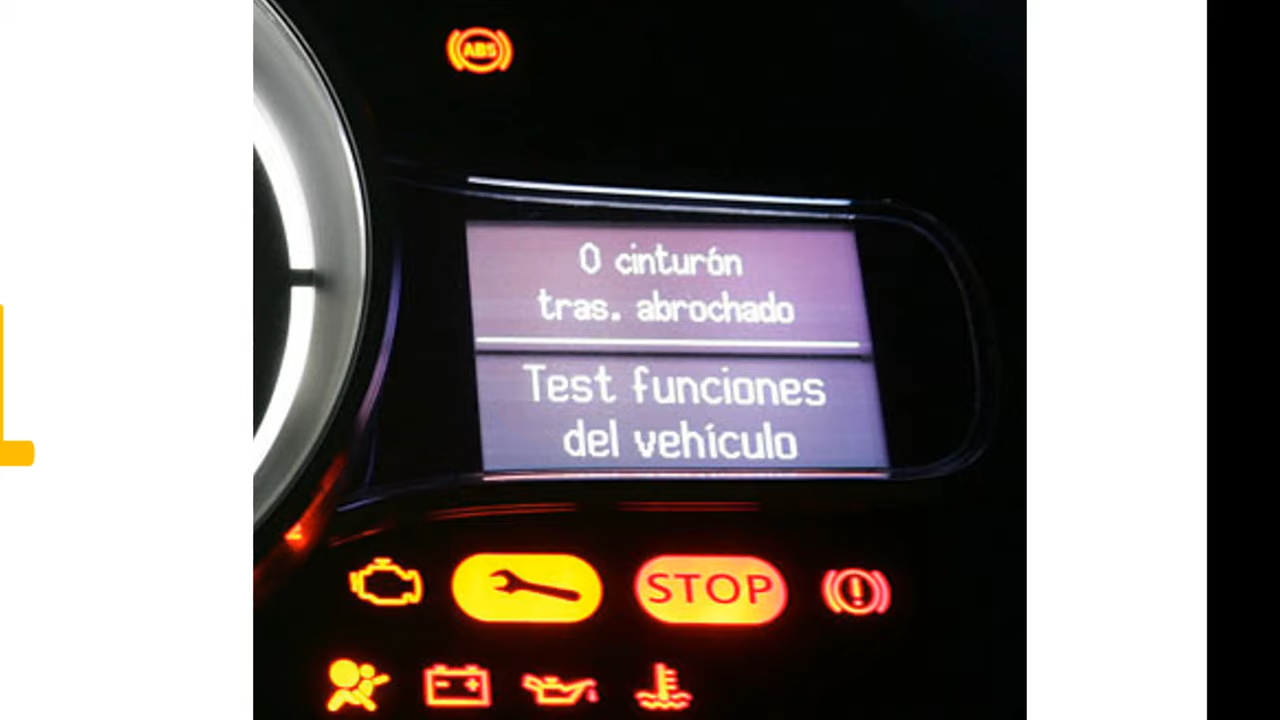 ABS
0 cinturón
tras. abrochado
Test funciones
del vehículo
STOP